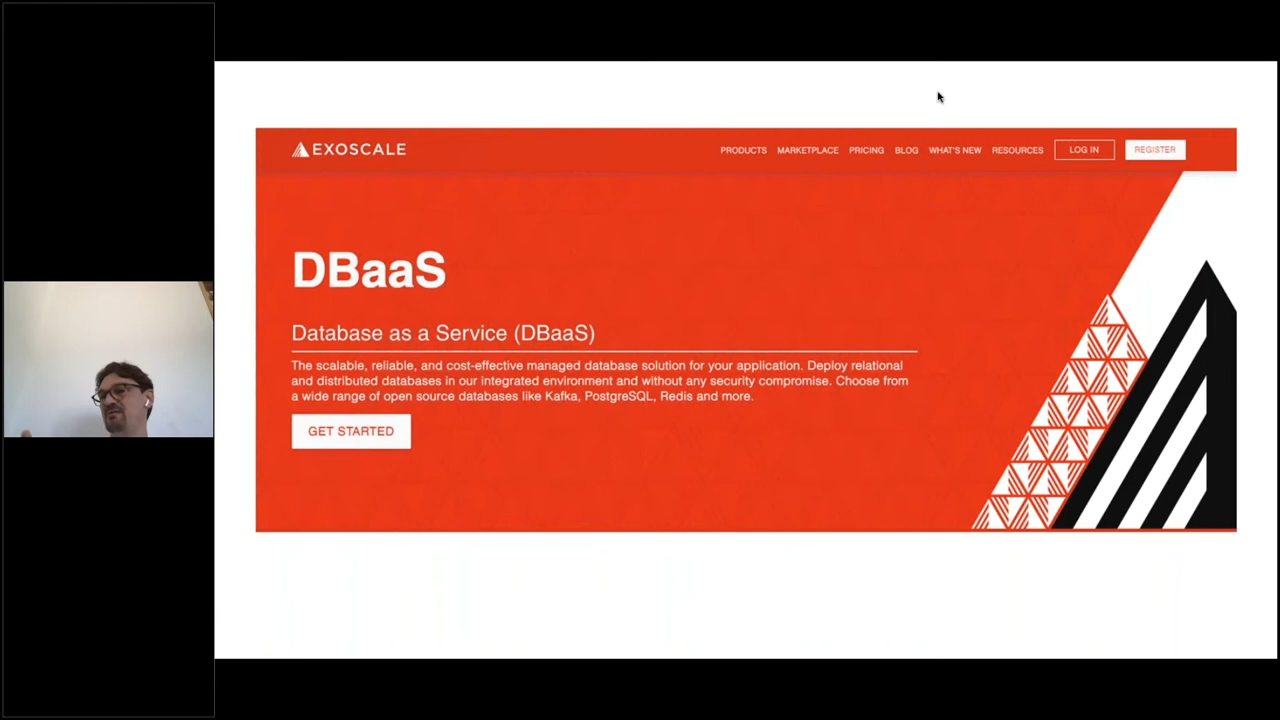 EXOSCALE
PRODUCTS MARKETPLACE PRICING BLOG WHAT'S NEW RESOURCES LOG IN REGISTER
DBaaS
Database as a Service (DBaaS)
The scalable, reliable, and cost-effective managed database solution for your application. Deploy relational
and distributed databases in our integrated environment and without any security compromise. Choose from
a wide range of open source databases like Kafka, PostgreSQL, Redis and more.
GET STARTED